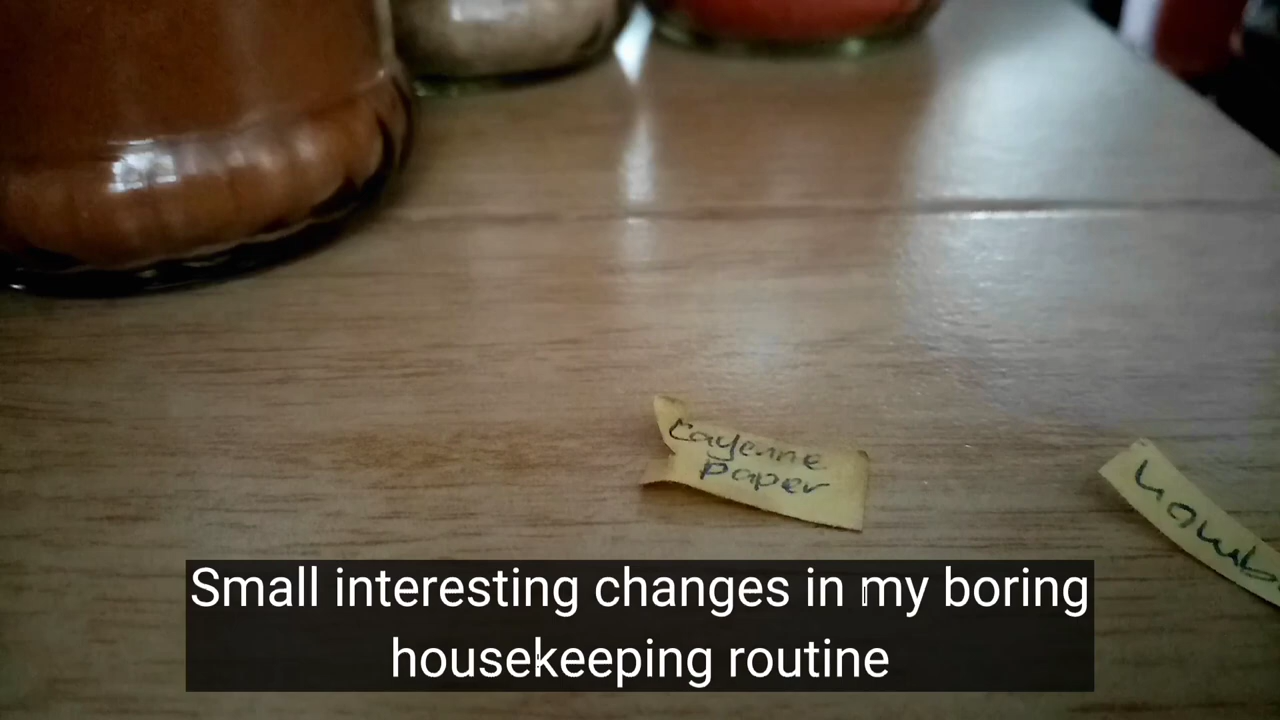 Cayenne
Paper
Small interesting changes in my boring
housekeeping routine